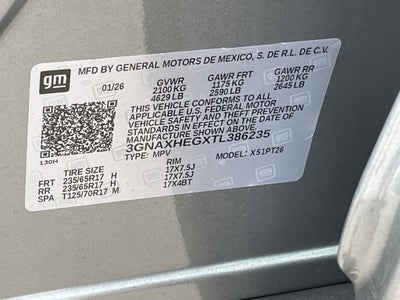 gm
MFD BY GENERAL MOTORS DE MEXICO, S. DE R.L. DE C.V.
01/26 GVWR GAWR FRT GAWR RR
2100 KG 1175 KG 1200 KG
4629 LB 2590 LB 2645 LB
THIS VEHICLE CONFORMS TO ALL
APPLICABLE U.S. FEDERAL MOTOR
VEHICLE SAFETY AND THEFT PREVENTION
STANDARDS IN EFFECT ON THE DATE OF
MANUFACTURE SHOWN ABOVE.
3GNAXHEGXTL386235
130H TYPE: MPV MODEL: X51PT26
TIRE SIZE RIM
FRT 235/65R17 H 17X7.5J
RR 235/65R17 H 17X7.5J
SPA T125/70R17 M 17X4BT